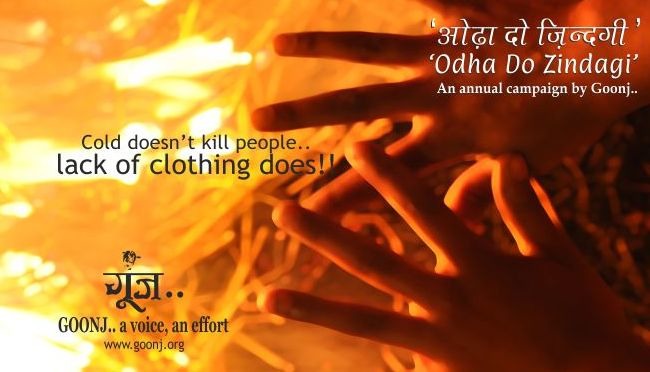 ‘ओढ़ा दो ज़िन्दगी’
‘Odha Do Zindagi’
An annual campaign by Goonj..
Cold doesn’t kill people..
lack of clothing does!!
गूंज..
GOONJ.. a voice, an effort
www.goonj.org